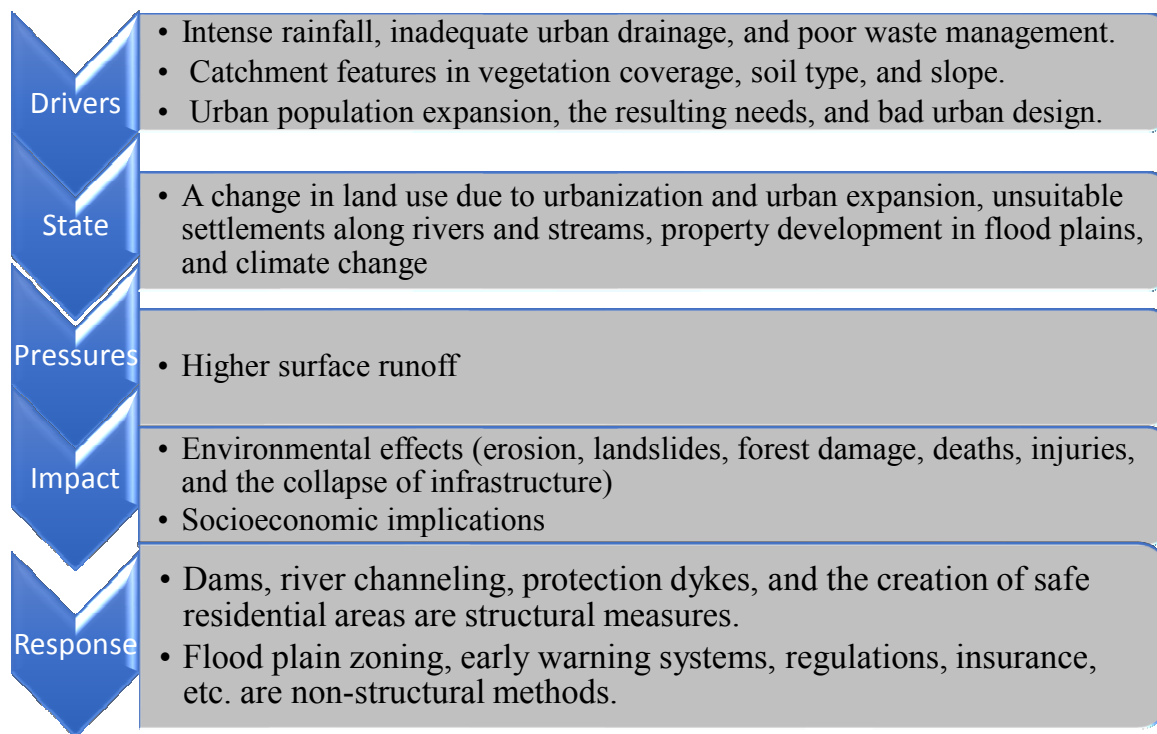 Drivers
• Intense rainfall, inadequate urban drainage, and poor waste management.
• Catchment features in vegetation coverage, soil type, and slope.
• Urban population expansion, the resulting needs, and bad urban design.
State
• A change in land use due to urbanization and urban expansion, unsuitable
settlements along rivers and streams, property development in flood plains,
and climate change
Pressures
• Higher surface runoff
Impact
• Environmental effects (erosion, landslides, forest damage, deaths, injuries,
and the collapse of infrastructure)
• Socioeconomic implications
Response
• Dams, river channeling, protection dykes, and the creation of safe
residential areas are structural measures.
• Flood plain zoning, early warning systems, regulations, insurance,
etc. are non-structural methods.